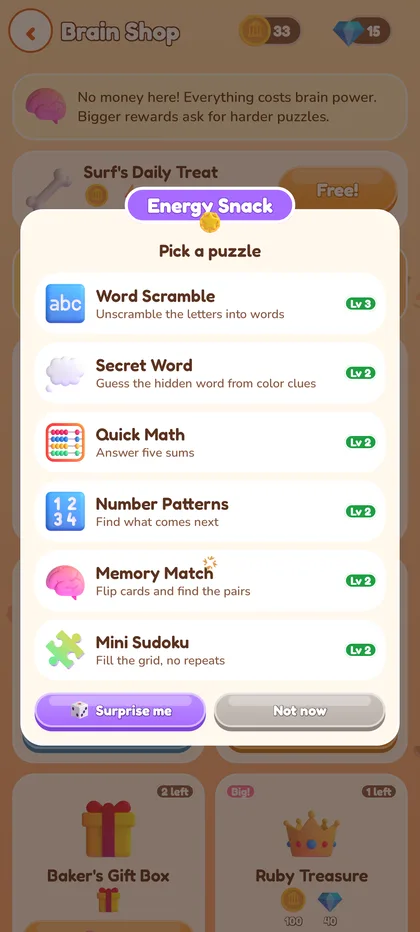 Brain Shop
33
15
No money here! Everything costs brain power.
Bigger rewards ask for harder puzzles.
Surf's Daily Treat
Free!
Energy Snack
Pick a puzzle
abc
Word Scramble
Unscramble the letters into words
Lv 3
Secret Word
Guess the hidden word from color clues
Lv 2
Quick Math
Answer five sums
Lv 2
1 2
3 4
Number Patterns
Find what comes next
Lv 2
Memory Match
Flip cards and find the pairs
Lv 2
Mini Sudoku
Fill the grid, no repeats
Lv 2
Surprise me
Not now
2 left
Baker's Gift Box
Big!
1 left
Ruby Treasure
100
40